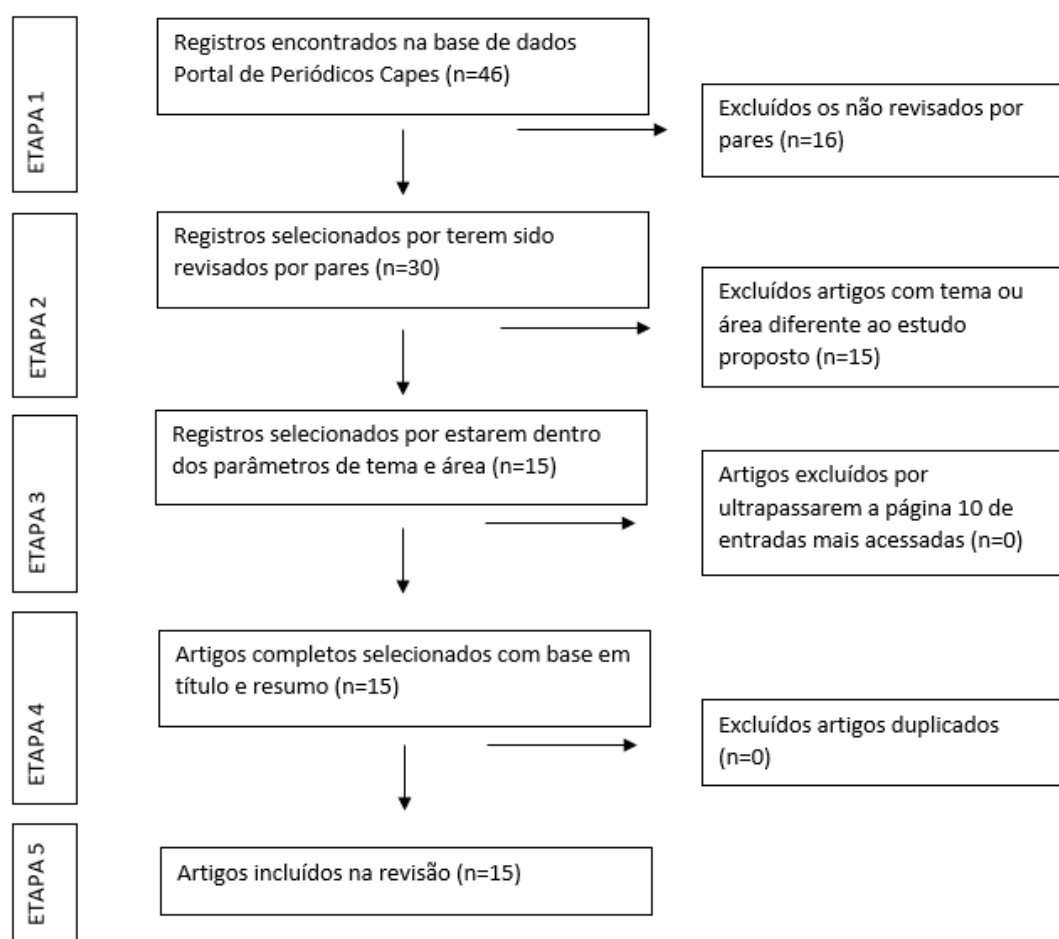 ETAPA 1
Registros encontrados na base de dados
Portal de Periódicos Capes (n=46)
Excluídos os não revisados por
pares (n=16)
ETAPA 2
Registros selecionados por terem sido
revisados por pares (n=30)
Excluídos artigos com tema ou
área diferente ao estudo
proposto (n=15)
ETAPA 3
Registros selecionados por estarem dentro
dos parâmetros de tema e área (n=15)
Artigos excluídos por
ultrapassarem a página 10 de
entradas mais acessadas (n=0)
ETAPA 4
Artigos completos selecionados com base em
título e resumo (n=15)
Excluídos artigos duplicados
(n=0)
ETAPA 5
Artigos incluídos na revisão (n=15)